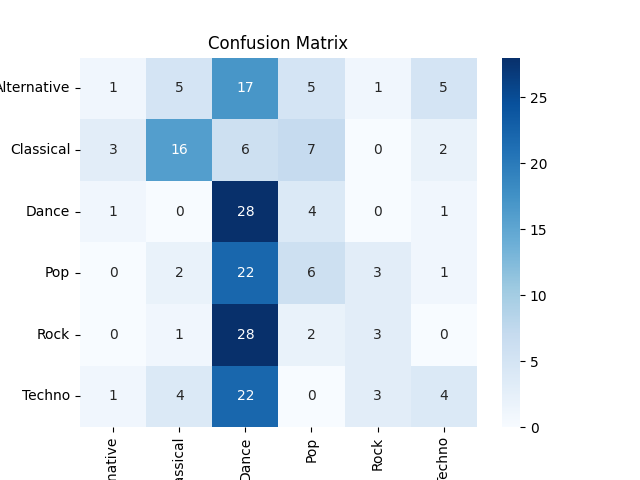 Confusion Matrix
Alternative 1 5 17 5 1 5
Classical 3 16 6 7 0 2
Dance 1 0 28 4 0 1
Pop 0 2 22 6 3 1
Rock 0 1 28 2 3 0
Techno 1 4 22 0 3 4
native assical Dance Pop Rock echno
25
20
15
10
5
0